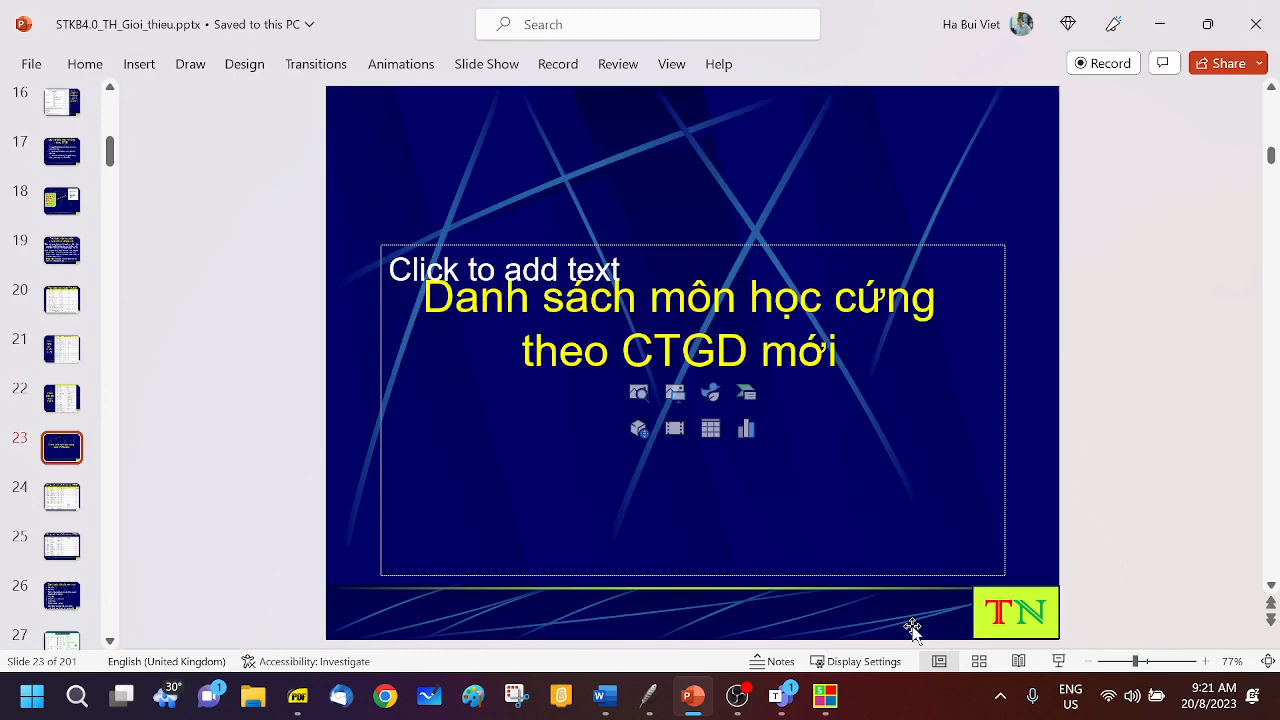 STKB4.0_TH_Gioi_thieu.pptx • Saved to this PC
Search
Ha Bui Viet
File Home Insert Draw Design Transitions Animations Slide Show Record Review View Help
Record
Share
16
17
18
19
20
21
22
24
25
26
27
Click to add text
Danh sách môn học cứng
theo CTGD mới
TN
Slide 23 of 201
English (United Kingdom)
Accessibility: Investigate
Notes
Display Settings
77%
30°
1
1
ENG
US
9:21 AM
20/8/2023